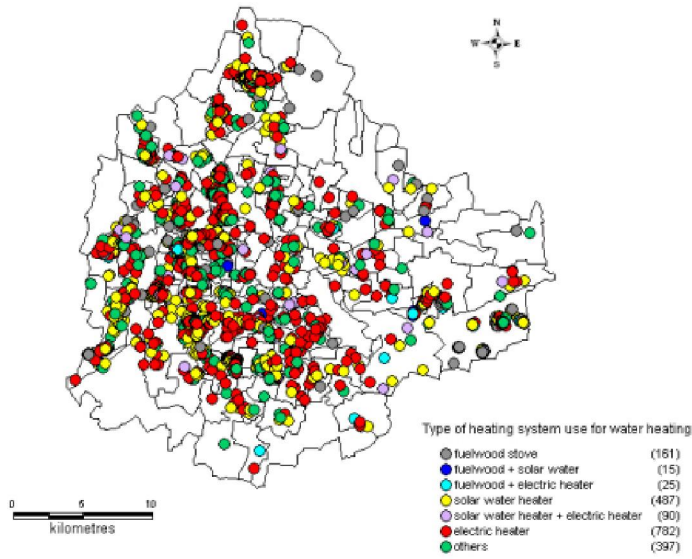 N
W E
S
Type of heating system use for water heating
fuelwood stove (161)
fuelwood + solar water (15)
fuelwood + electric heater (25)
solar water heater (487)
solar water heater + electric heater (90)
electric heater (782)
others (397)
0 5 10
kilometres